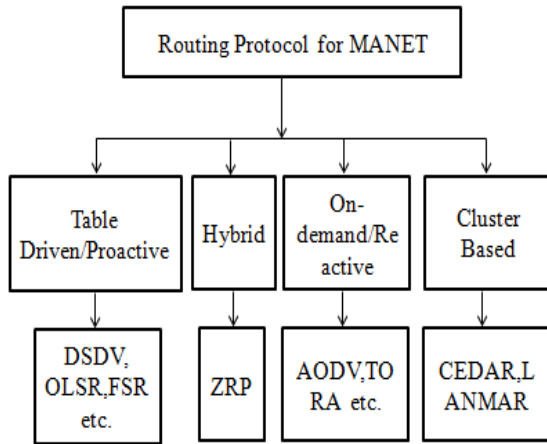 Routing Protocol for MANET
Table
Driven/Proactive
Hybrid
On-
demand/Re
active
Cluster
Based
DSDV,
OLSR,FSR
etc.
ZRP
AODV,TO
RA etc.
CEDAR,L
ANMAR